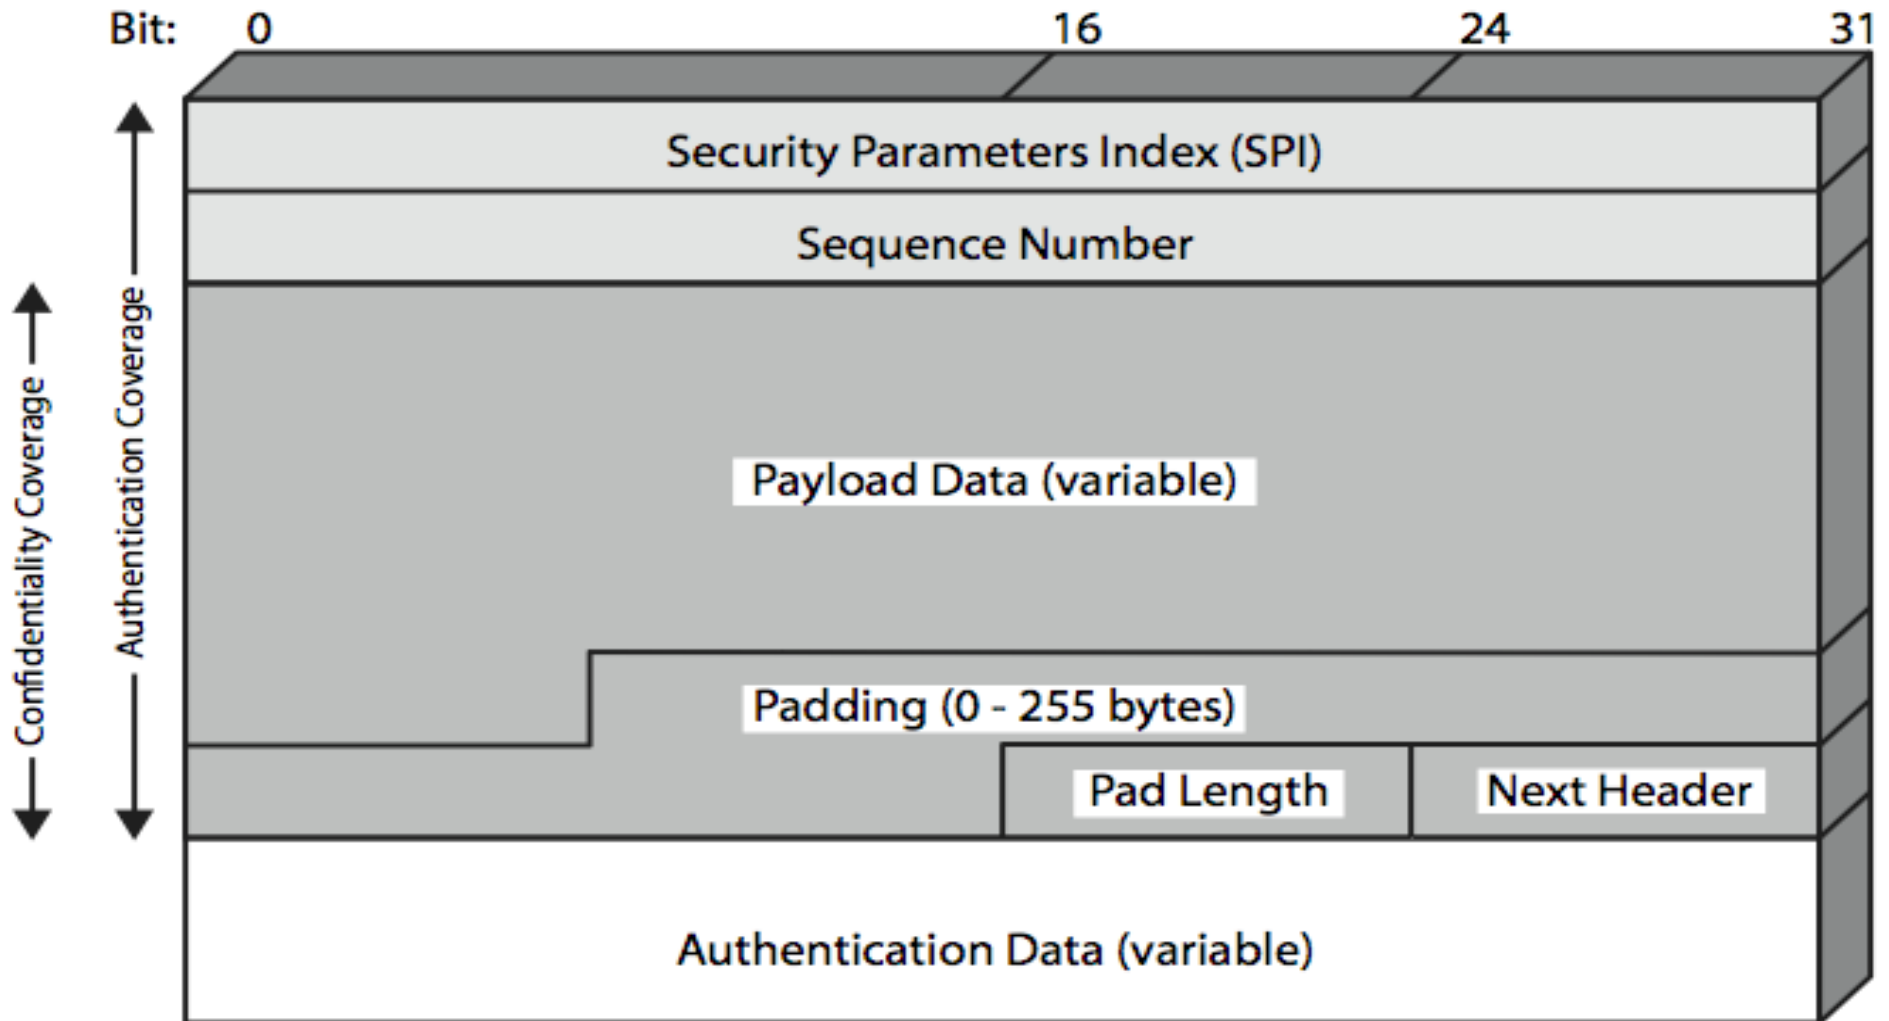 Bit: 0 16 24 31
Security Parameters Index (SPI)
Sequence Number
Payload Data (variable)
Padding (0 - 255 bytes)
Pad Length Next Header
Authentication Data (variable)
Confidentiality Coverage
Authentication Coverage